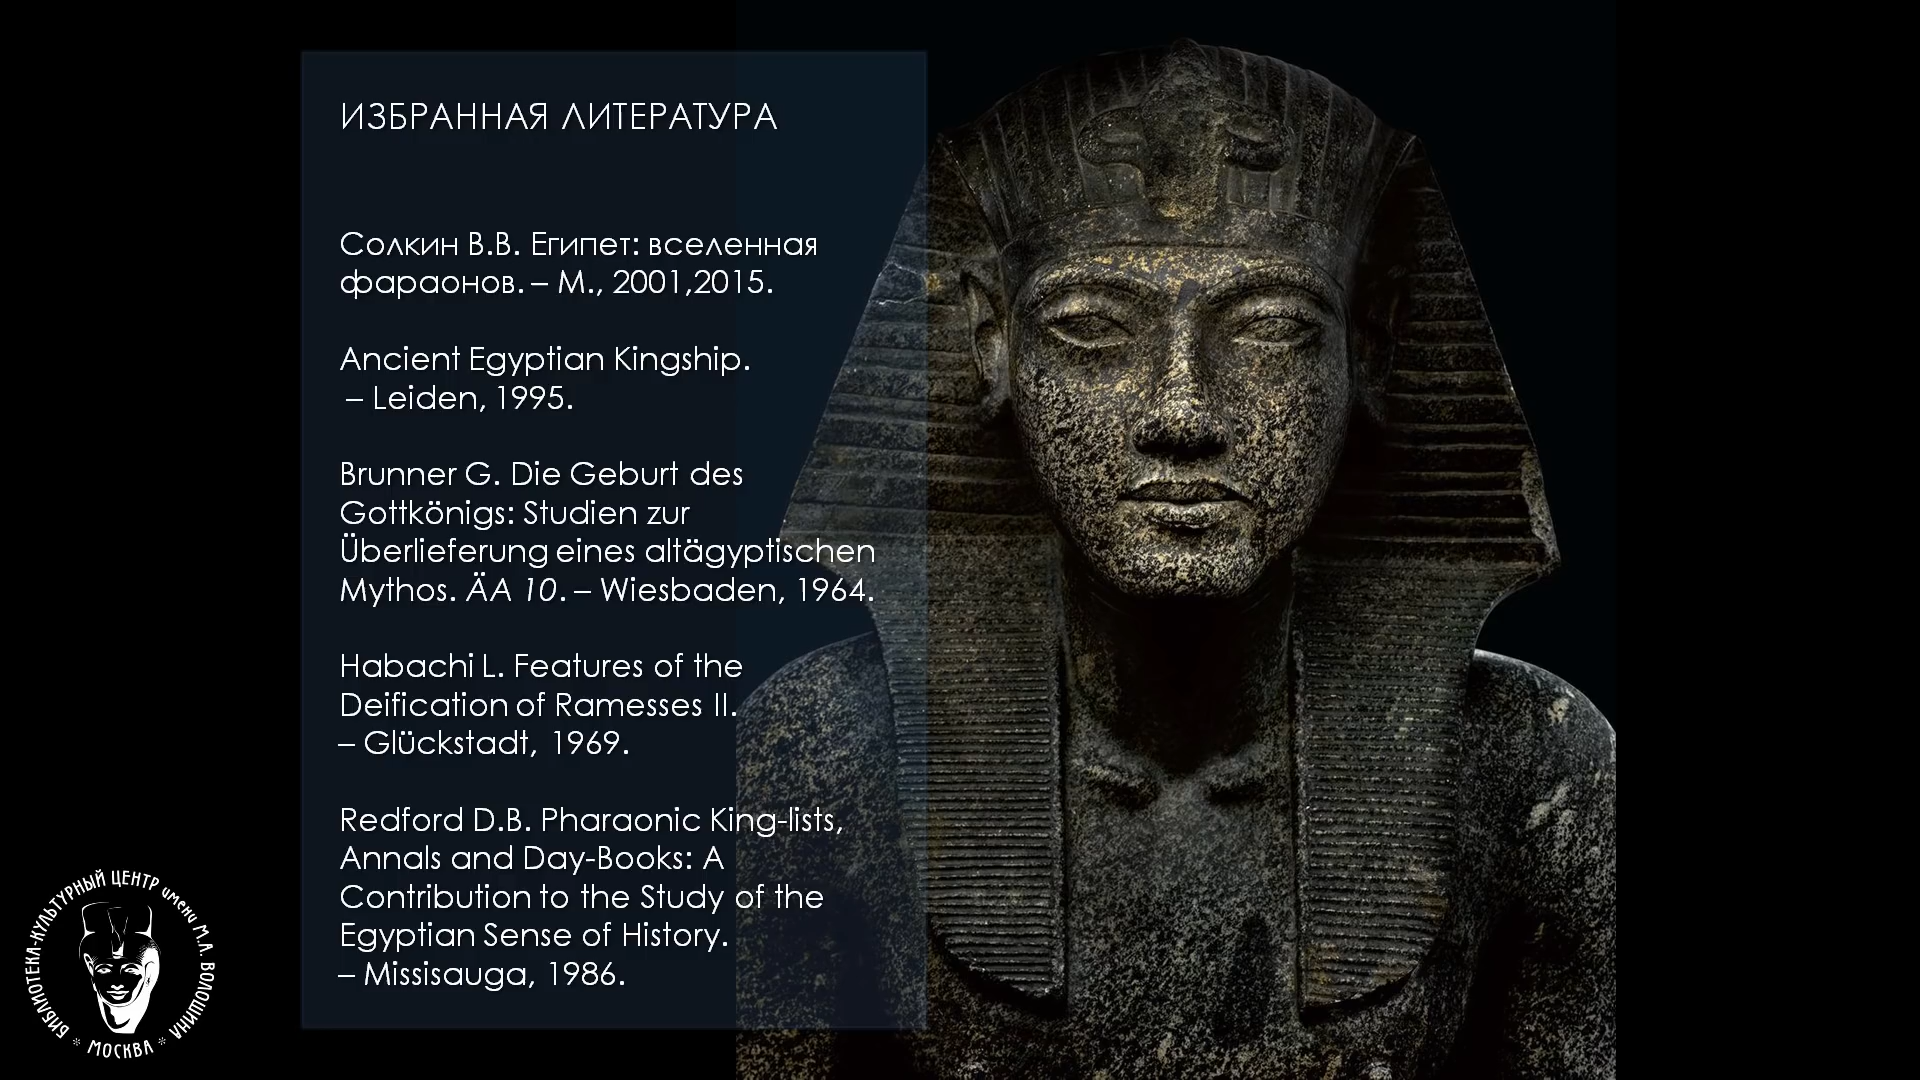 ИЗБРАННАЯ ЛИТЕРАТУРА
Солкин В.В. Египет: вселенная
фараонов. – М., 2001,2015.
Ancient Egyptian Kingship.
– Leiden, 1995.
Brunner G. Die Geburt des
Gottkönigs: Studien zur
Überlieferung eines altägyptischen
Mythos. ÄA 10. – Wiesbaden, 1964.
Habachi L. Features of the
Deification of Ramesses II.
– Glückstadt, 1969.
Redford D.B. Pharaonic King-lists,
Annals and Day-Books: A
Contribution to the Study of the
Egyptian Sense of History.
– Missisauga, 1986.
БИБЛИОТЕКА-КУЛЬТУРНЫЙ ЦЕНТР имени М.А. ВОЛОШИНА
* МОСКВА *